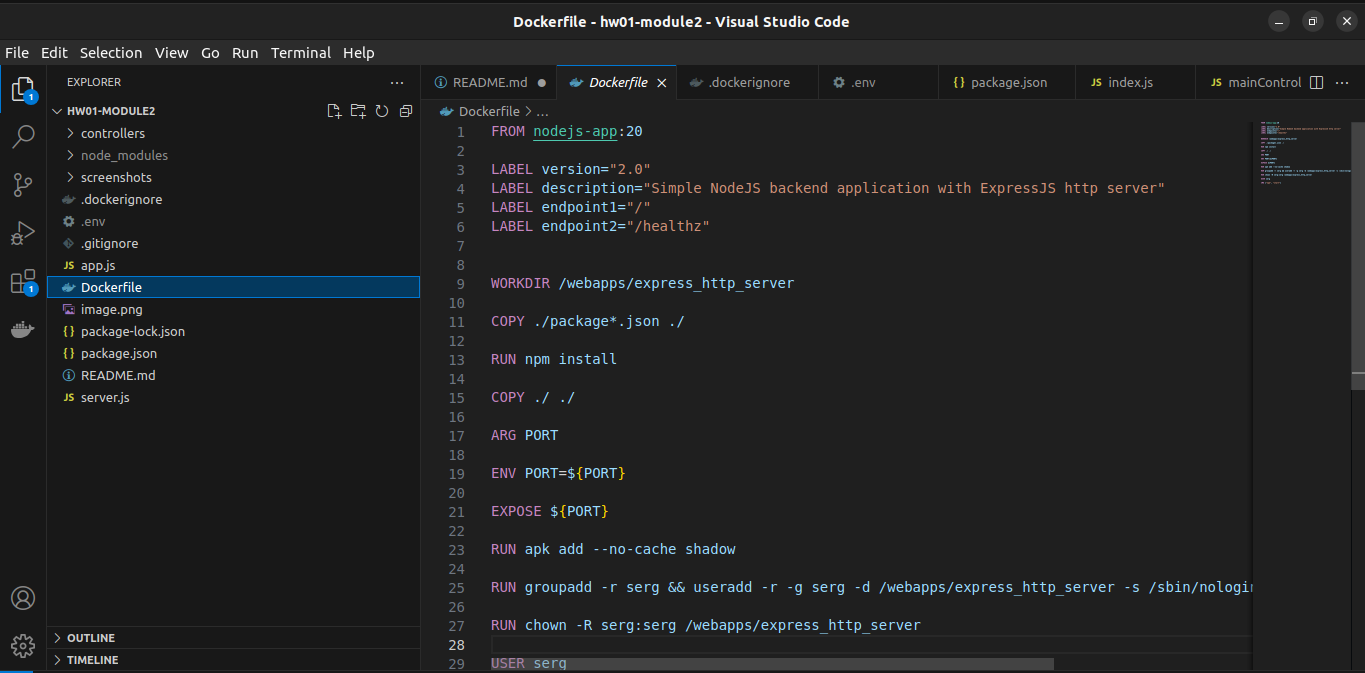 Dockerfile - hw01-module2 - Visual Studio Code
File Edit Selection View Go Run Terminal Help
EXPLORER
README.md
Dockerfile
.dockerignore
.env
{} package.json
JS index.js
JS mainControl
HW01-MODULE2
controllers
node_modules
screenshots
.dockerignore
.env
.gitignore
JS app.js
Dockerfile
image.png
{} package-lock.json
{} package.json
README.md
JS server.js
OUTLINE
TIMELINE
1
1
Dockerfile > ...
1 FROM nodejs-app:20
2
3 LABEL version="2.0"
4 LABEL description="Simple NodeJS backend application with ExpressJS http server"
5 LABEL endpoint1="/"
6 LABEL endpoint2="/healthz"
7
8
9 WORKDIR /webapps/express_http_server
10
11 COPY ./package*.json ./
12
13 RUN npm install
14
15 COPY ./ ./
16
17 ARG PORT
18
19 ENV PORT=${PORT}
20
21 EXPOSE ${PORT}
22
23 RUN apk add --no-cache shadow
24
25 RUN groupadd -r serg && useradd -r -g serg -d /webapps/express_http_server -s /sbin/nologin
26
27 RUN chown -R serg:serg /webapps/express_http_server
28
29 USER serg